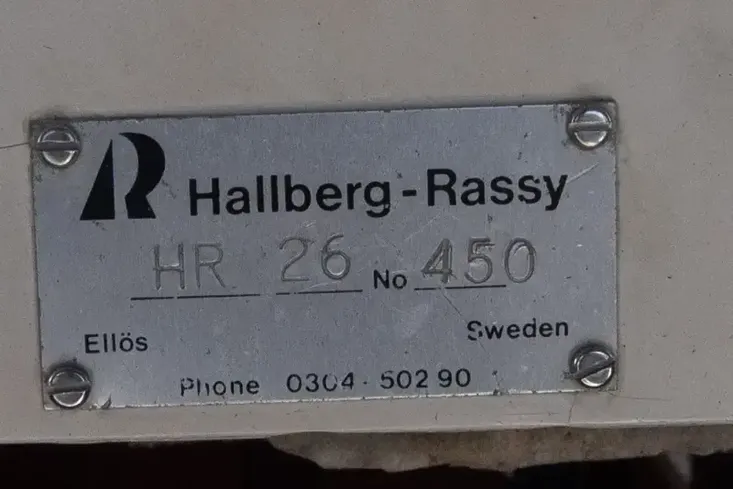 R Hallberg-Rassy
HR 26 No 450
Ellös Sweden
Phone 0304-502 90